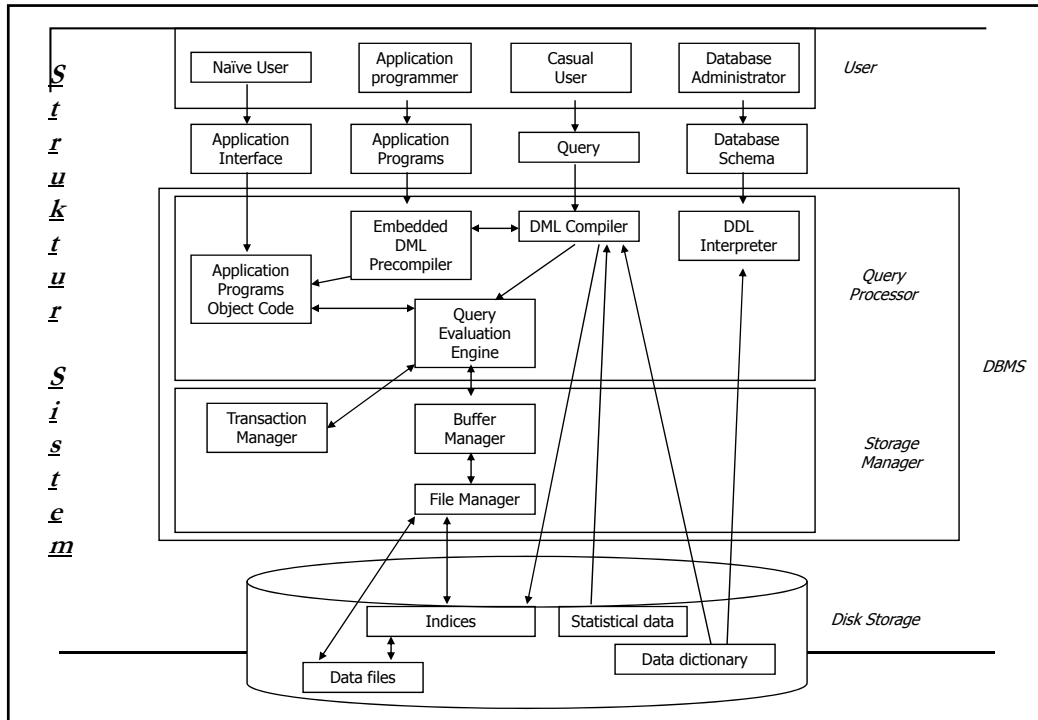 Struktur Sistem
Naïve User
Application
programmer
Casual
User
Database
Administrator
User
Application
Interface
Application
Programs
Query
Database
Schema
Embedded
DML
Precompiler
DML Compiler
DDL
Interpreter
Application
Programs
Object Code
Query
Evaluation
Engine
Query
Processor
DBMS
Transaction
Manager
Buffer
Manager
Storage
Manager
File Manager
Indices
Statistical data
Disk Storage
Data dictionary
Data files